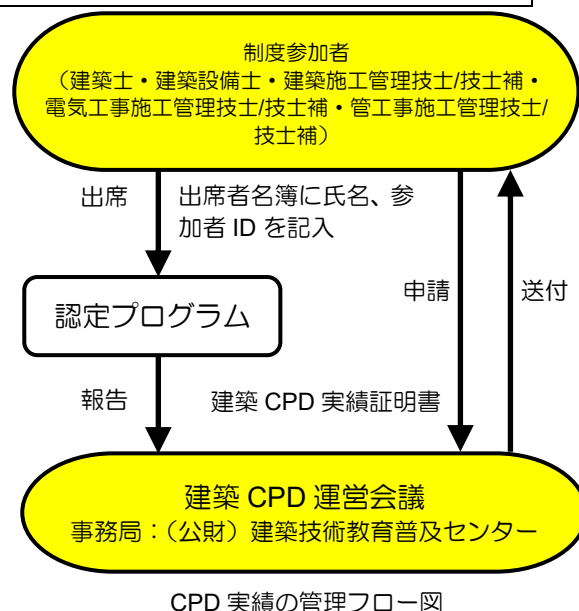 制度参加者
（建築士・建築設備士・建築施工管理技士/技士補・
電気工事施工管理技士/技士補・管工事施工管理技士/
技士補）
出席
出席者名簿に氏名、参
加者 ID を記入
認定プログラム
申請
送付
報告
建築 CPD 実績証明書
建築 CPD 運営会議
事務局：（公財）建築技術教育普及センター
CPD 実績の管理フロー図